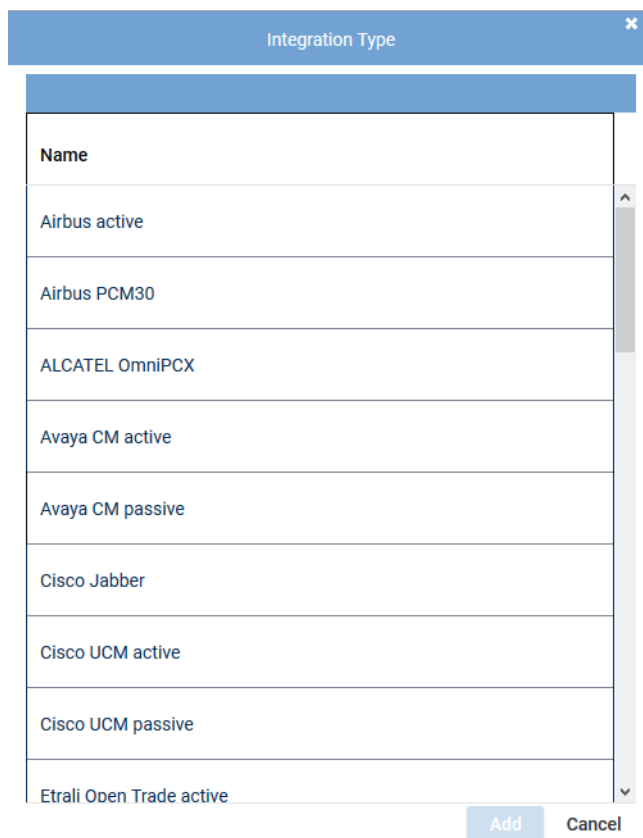 Integration Type
Name
Airbus active
Airbus PCM30
ALCATEL OmniPCX
Avaya CM active
Avaya CM passive
Cisco Jabber
Cisco UCM active
Cisco UCM passive
Etrali Open Trade active
Add Cancel